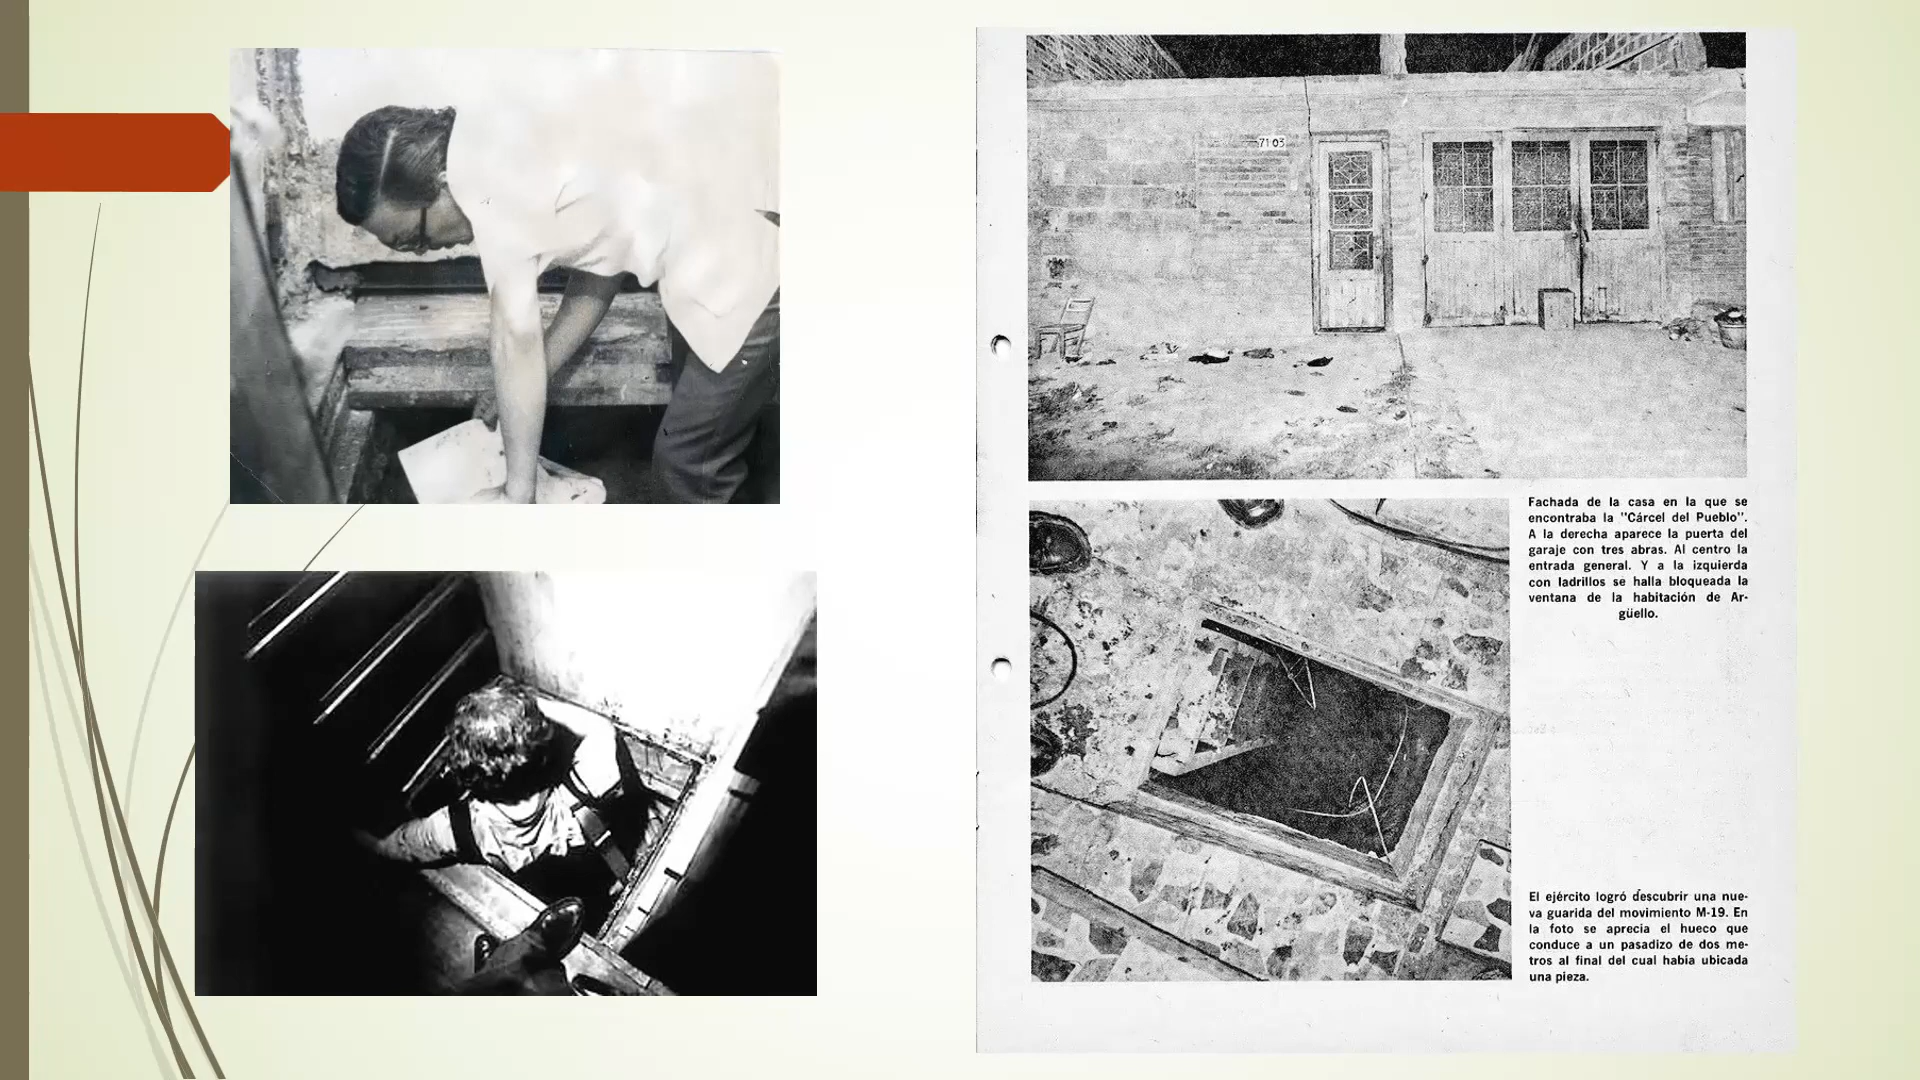 7103
Fachada de la casa en la que se
encontraba la "Cárcel del Pueblo".
A la derecha aparece la puerta del
garaje con tres abras. Al centro la
entrada general. Y a la izquierda
con ladrillos se halla bloqueada la
ventana de la habitación de Ar-
güello.
El ejército logró descubrir una nue-
va guarida del movimiento M-19. En
la foto se aprecia el hueco que
conduce a un pasadizo de dos me-
tros al final del cual había ubicada
una pieza.